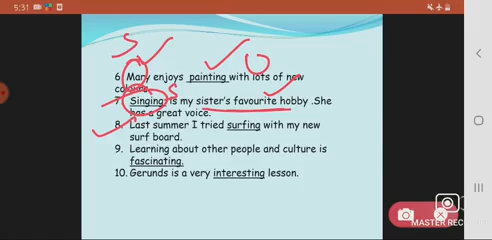 5:31
S
O
6. Mary enjoys painting with lots of new
colours.
7. Singing is my sister's favourite hobby .She
S
has a great voice.
8. Last summer I tried surfing with my new
surf board.
9. Learning about other people and culture is
fascinating.
10. Gerunds is a very interesting lesson.
MASTER RECORDER